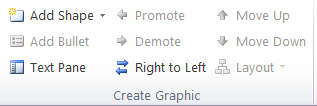 Add Shape Promote Move Up
Add Bullet Demote Move Down
Text Pane Right to Left Layout
Create Graphic